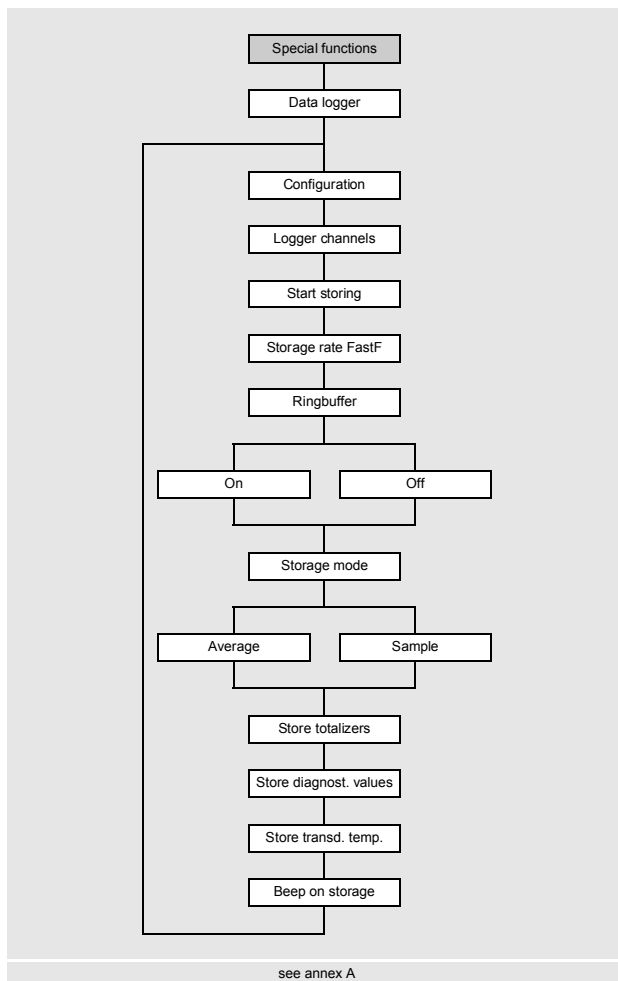 Special functions
Data logger
Configuration
Logger channels
Start storing
Storage rate FastF
Ringbuffer
On
Off
Storage mode
Average
Sample
Store totalizers
Store diagnost. values
Store transd. temp.
Beep on storage
see annex A